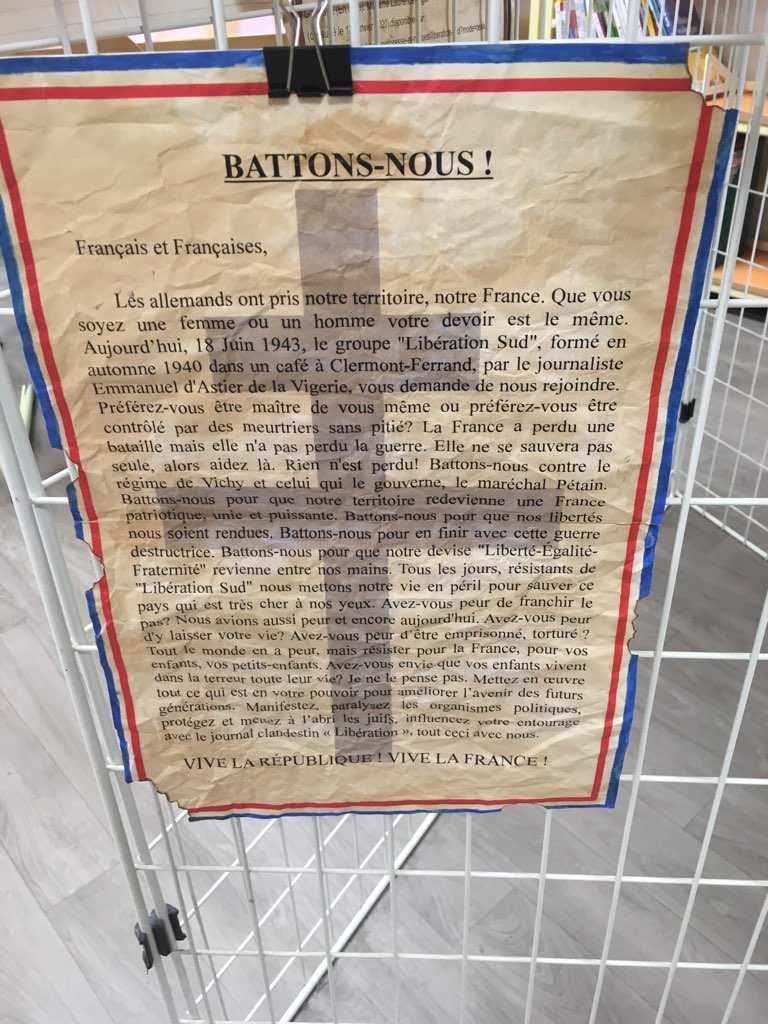 BATTONS-NOUS !
Français et Françaises,
Les allemands ont pris notre territoire, notre France. Que vous
soyez une femme ou un homme votre devoir est le même.
Aujourd'hui, 18 Juin 1943, le groupe "Libération Sud", formé en
automne 1940 dans un café à Clermont-Ferrand, par le journaliste
Emmanuel d'Astier de la Vigerie, vous demande de nous rejoindre.
Préférez-vous être maître de vous même ou préférez-vous être
contrôlé par des meurtriers sans pitié? La France a perdu une
bataille mais elle n'a pas perdu la guerre. Elle ne se sauvera pas
seule, alors aidez là. Rien n'est perdu! Battons-nous contre le
régime de Vichy et celui qui le gouverne, le maréchal Pétain.
Battons-nous pour que notre territoire redevienne une France
patriotique, unie et puissante. Battons-nous pour que nos libertés
nous soient rendues. Battons-nous pour en finir avec cette guerre
destructrice. Battons-nous pour que notre devise "Liberté-Égalité-
Fraternité" revienne entre nos mains. Tous les jours, résistants de
"Libération Sud" nous mettons notre vie en péril pour sauver ce
pays qui est très cher à nos yeux. Avez-vous peur de franchir le
pas? Nous avions aussi peur et encore aujourd'hui. Avez-vous peur
d'y laisser votre vie? Avez-vous peur d'être emprisonné, torturé ?
Tout le monde en a peur, mais résister pour la France, pour vos
enfants, vos petits-enfants. Avez-vous envie que vos enfants vivent
dans la terreur toute leur vie? Je ne le pense pas. Mettez en œuvre
tout ce qui est en votre pouvoir pour améliorer l'avenir des futurs
générations. Manifestez, paralysez les organismes politiques,
protégez et menez à l'abri les juifs, influencez votre entourage
avec le journal clandestin « Libération », tout ceci avec nous.
VIVE LA RÉPUBLIQUE ! VIVE LA FRANCE !